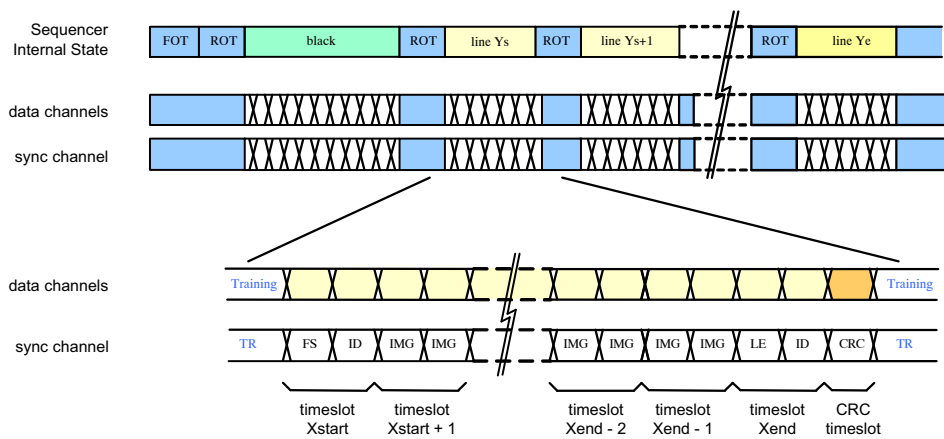 Sequencer
Internal State
FOT ROT black ROT line Ys ROT line Ys+1 ROT line Ye
data channels
sync channel
data channels Training Training
sync channel TR FS ID IMG IMG IMG IMG IMG IMG LE ID CRC TR
timeslot timeslot timeslot timeslot timeslot CRC
Xstart Xstart + 1 Xend - 2 Xend - 1 Xend timeslot